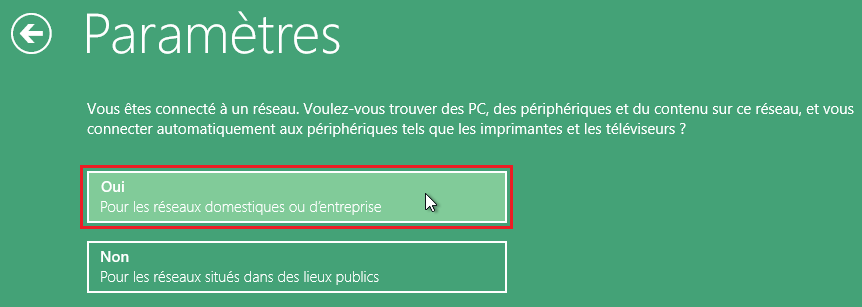 Paramètres
Vous êtes connecté à un réseau. Voulez-vous trouver des PC, des périphériques et du contenu sur ce réseau, et vous
connecter automatiquement aux périphériques tels que les imprimantes et les téléviseurs ?
Oui
Pour les réseaux domestiques ou d'entreprise
Non
Pour les réseaux situés dans des lieux publics